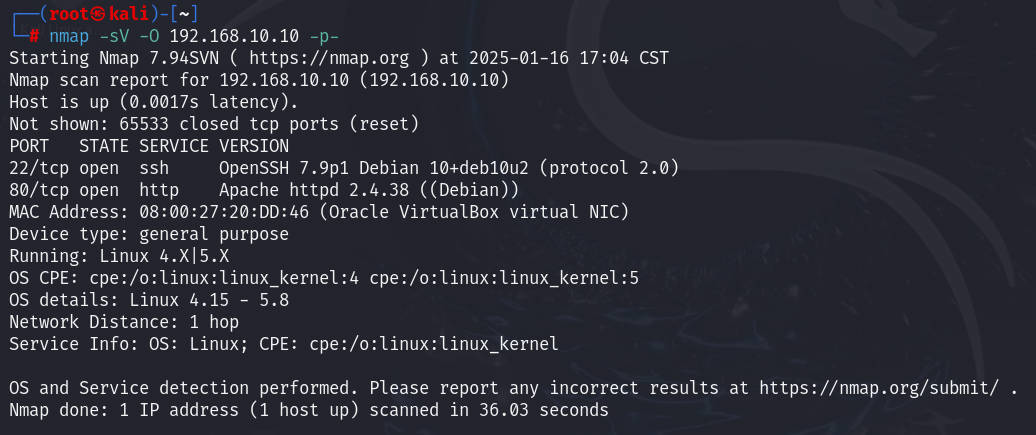 ┌──(root㉿kali)-[~]
└─# nmap -sV -O 192.168.10.10 -p-
Starting Nmap 7.94SVN ( https://nmap.org ) at 2025-01-16 17:04 CST
Nmap scan report for 192.168.10.10 (192.168.10.10)
Host is up (0.0017s latency).
Not shown: 65533 closed tcp ports (reset)
PORT   STATE SERVICE VERSION
22/tcp open  ssh     OpenSSH 7.9p1 Debian 10+deb10u2 (protocol 2.0)
80/tcp open  http    Apache httpd 2.4.38 ((Debian))
MAC Address: 08:00:27:20:DD:46 (Oracle VirtualBox virtual NIC)
Device type: general purpose
Running: Linux 4.X|5.X
OS CPE: cpe:/o:linux:linux_kernel:4 cpe:/o:linux:linux_kernel:5
OS details: Linux 4.15 - 5.8
Network Distance: 1 hop
Service Info: OS: Linux; CPE: cpe:/o:linux:linux_kernel

OS and Service detection performed. Please report any incorrect results at https://nmap.org/submit/ .
Nmap done: 1 IP address (1 host up) scanned in 36.03 seconds